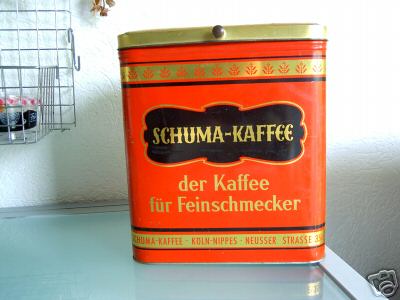 SCHUMA-KAFFEE
der Kaffee
für Feinschmecker
SCHUMA-KAFFEE · KÖLN-NIPPES · NEUSSER STRASSE